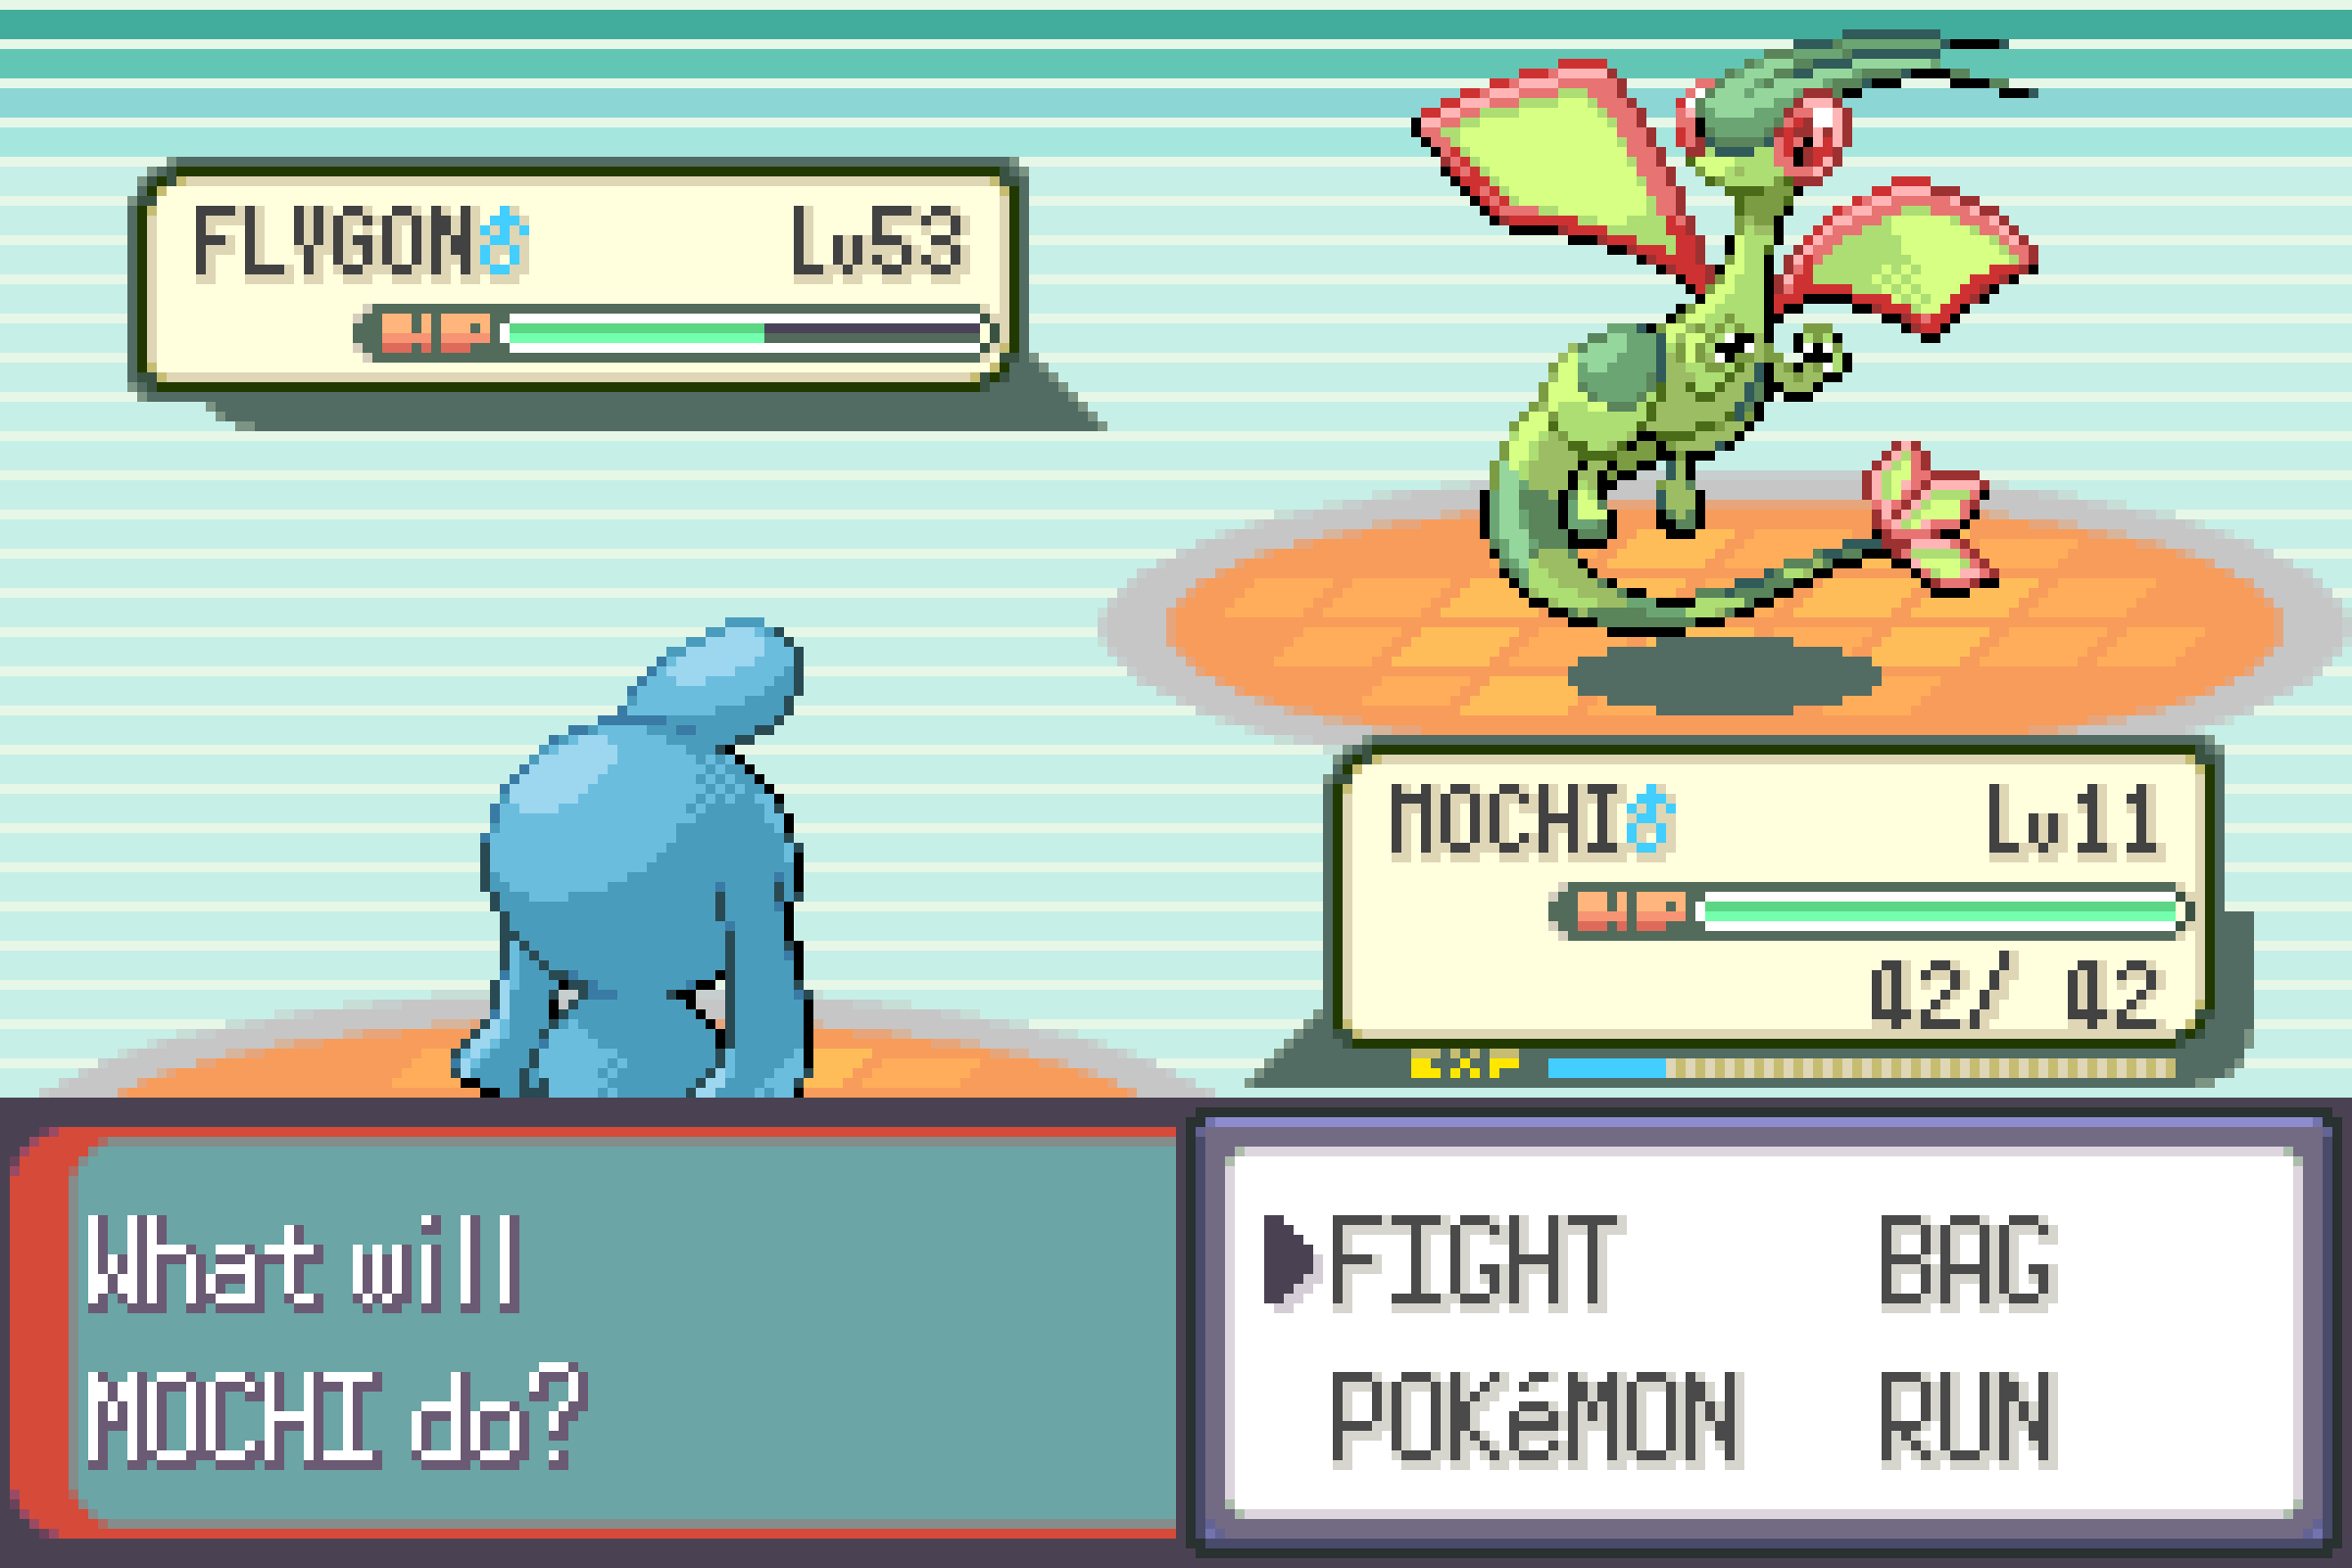 FLYGON♂ Lv53
HP
MOCHI♂ Lv11
HP
42/ 42
EXP
What will
MOCHI do?
FIGHT BAG
POKéMON RUN